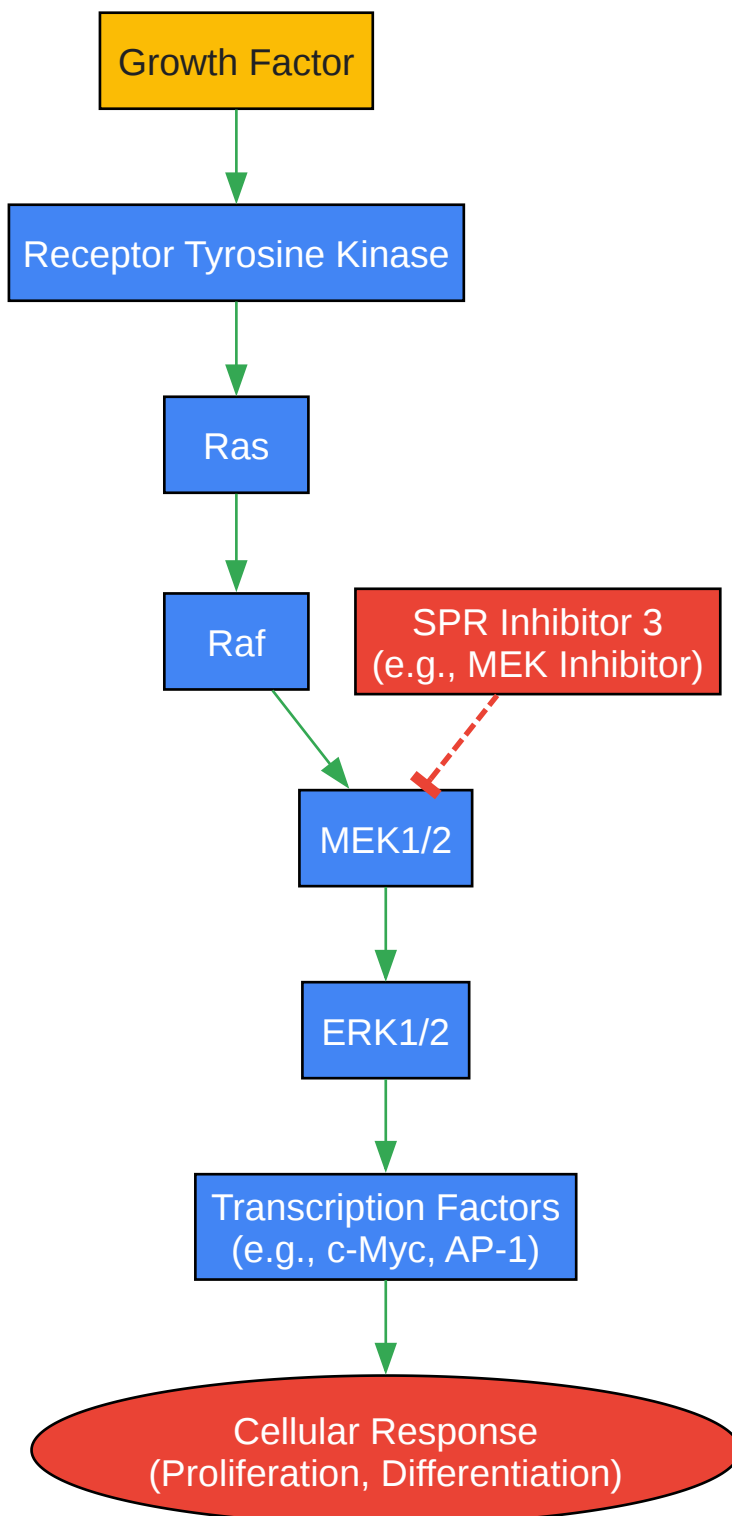 Growth Factor
Receptor Tyrosine Kinase
Ras
Raf
SPR Inhibitor 3
(e.g., MEK Inhibitor)
MEK1/2
ERK1/2
Transcription Factors
(e.g., c-Myc, AP-1)
Cellular Response
(Proliferation, Differentiation)